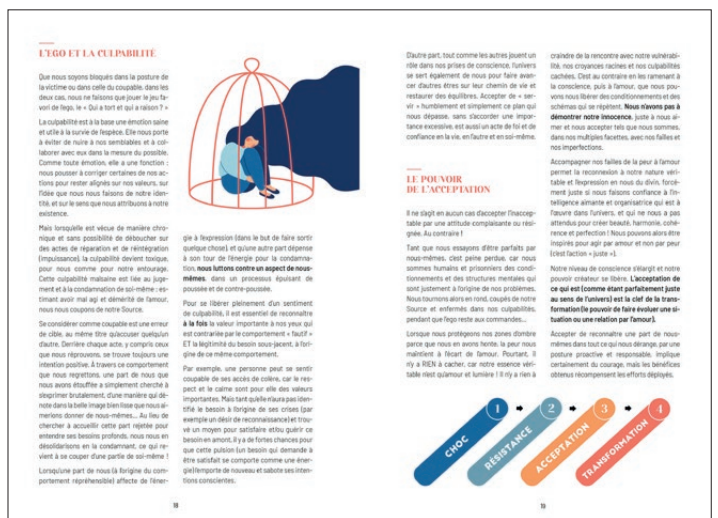 L'EGO ET LA CULPABILITÉ
Que nous soyons bloqués dans la posture de
la victime ou dans celle du coupable, dans les
deux cas, nous ne faisons que jouer le jeu fa-
vori de l'ego, le « Qui a tort et qui a raison ? »
La culpabilité est à la base une émotion saine
et utile à la survie de l'espèce. Elle nous porte
à éviter de nuire à nos semblables et à col-
laborer avec eux dans la mesure du possible.
Comme toute émotion, elle a une fonction :
nous pousser à corriger certaines de nos ac-
tions pour rester alignés sur nos valeurs, sur
l'idée que nous nous faisons de notre iden-
tité, et sur le sens que nous attribuons à notre
existence.
Mais lorsqu'elle est vécue de manière chro-
nique et sans possibilité de déboucher sur
des actes de réparation et de réintégration
(impuissance), la culpabilité devient toxique,
pour nous comme pour notre entourage.
Cette culpabilité malsaine est liée au juge-
ment et à la condamnation de soi-même : es-
timant avoir mal agi et démérité de l'amour,
nous nous coupons de notre Source.
Se considérer comme coupable est une erreur
de cible, au même titre qu'accuser quelqu'un
d'autre. Derrière chaque acte, y compris ceux
que nous réprouvons, se trouve toujours une
intention positive. À travers ce comportement
que nous regrettons, une part de nous que
nous avons étouffée a simplement cherché à
s'exprimer brutalement, d'une manière qui dé-
note dans la belle image bien lisse que nous ai-
merions donner de nous-mêmes... Au lieu de
chercher à accueillir cette part rejetée pour
entendre ses besoins profonds, nous nous en
désolidarisons en la condamnant, ce qui re-
vient à se couper d'une partie de soi-même !
Lorsqu'une part de nous (à l'origine du com-
portement répréhensible) affecte de l'éner-
gie à l'expression (dans le but de faire sortir
quelque chose) et qu'une autre part dépense
à son tour de l'énergie pour la condamna-
tion, nous luttons contre un aspect de nous-
mêmes, dans un processus épuisant de
poussée et de contre-poussée.
Pour se libérer pleinement d'un sentiment
de culpabilité, il est essentiel de reconnaître
à la fois la valeur importante à nos yeux qui
est contrariée par le comportement « fautif »
ET la légitimité du besoin sous-jacent, à l'ori-
gine de ce même comportement.
Par exemple, une personne peut se sentir
coupable de ses accès de colère, car le res-
pect et le calme sont pour elle des valeurs
importantes. Mais tant qu'elle n'aura pas iden-
tifié le besoin à l'origine de ses crises (par
exemple un désir de reconnaissance) et trou-
vé un moyen pour satisfaire et/ou guérir ce
besoin en amont, il y a de fortes chances pour
que cette pulsion (un besoin qui demande à
être satisfait se comporte comme une éner-
gie) l'emporte de nouveau et sabote ses inten-
tions conscientes.
18
D'autre part, tout comme les autres jouent un
rôle dans nos prises de conscience, l'univers
se sert également de nous pour faire avan-
cer d'autres êtres sur leur chemin de vie et
restaurer des équilibres. Accepter de « ser-
vir » humblement et simplement ce plan qui
nous dépasse, sans s'accorder une impor-
tance excessive, est aussi un acte de foi et de
confiance en la vie, en l'autre et en soi-même.
LE POUVOIR
DE L'ACCEPTATION
Il ne s'agit en aucun cas d'accepter l'inaccep-
table par une attitude complaisante ou rési-
gnée. Au contraire !
Tant que nous essayons d'être parfaits par
nous-mêmes, c'est peine perdue, car nous
sommes humains et prisonniers des condi-
tionnements et des structures mentales qui
sont justement à l'origine de nos problèmes.
Nous tournons alors en rond, coupés de notre
Source et enfermés dans nos culpabilités,
pendant que l'ego reste aux commandes...
Lorsque nous protégeons nos zones d'ombre
parce que nous en avons honte, la peur nous
maintient à l'écart de l'amour. Pourtant, il
n'y a RIEN à cacher, car notre essence véri-
table n'est qu'amour et lumière ! Il n'y a rien à
craindre de la rencontre avec notre vulnérabi-
lité, nos croyances racines et nos culpabilités
cachées. C'est au contraire en les ramenant à
la conscience, puis à l'amour, que nous pou-
vons nous libérer des conditionnements et des
schémas qui se répètent. Nous n'avons pas à
démontrer notre innocence, juste à nous ai-
mer et nous accepter tels que nous sommes,
dans nos multiples facettes, avec nos failles et
nos imperfections.
Accompagner nos failles de la peur à l'amour
permet la reconnexion à notre nature véri-
table et l'expression en nous du divin, forcé-
ment juste si nous faisons confiance à l'in-
telligence aimante et organisatrice qui est à
l'œuvre dans l'univers, et qui ne nous a pas
attendus pour créer beauté, harmonie, cohé-
rence et perfection ! Nous pouvons alors être
inspirés pour agir par amour et non par peur
(c'est l'action « juste »).
Notre niveau de conscience s'élargit et notre
pouvoir créateur se libère. L'acceptation de
ce qui est (comme étant parfaitement juste
au sens de l'univers) est la clef de la trans-
formation (le pouvoir de faire évoluer une si-
tuation ou une relation par l'amour).
Accepter de reconnaître une part de nous-
mêmes dans tout ce qui nous dérange, par une
posture proactive et responsable, implique
certainement du courage, mais les bénéfices
obtenus récompensent les efforts déployés.
CHOC 1
RÉSISTANCE 2
ACCEPTATION 3
TRANSFORMATION 4
19